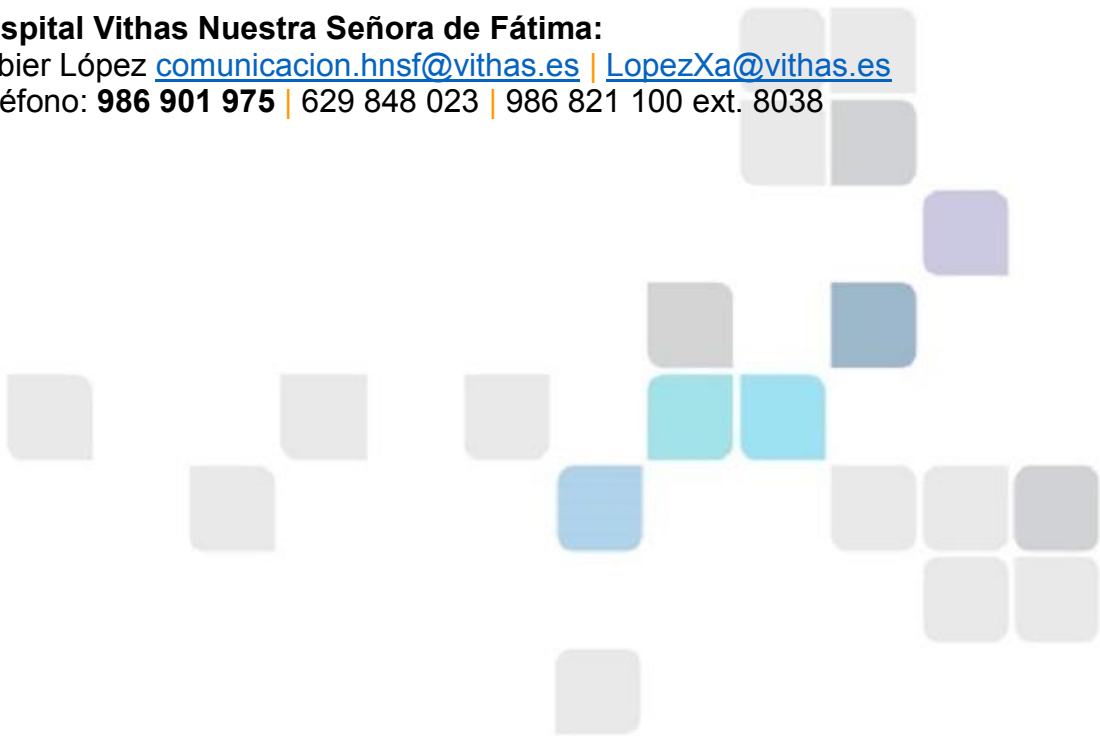 spital Vithas Nuestra Señora de Fátima:
bier López comunicacion.hnsf@vithas.es | LopezXa@vithas.es
éfono: 986 901 975 | 629 848 023 | 986 821 100 ext. 8038